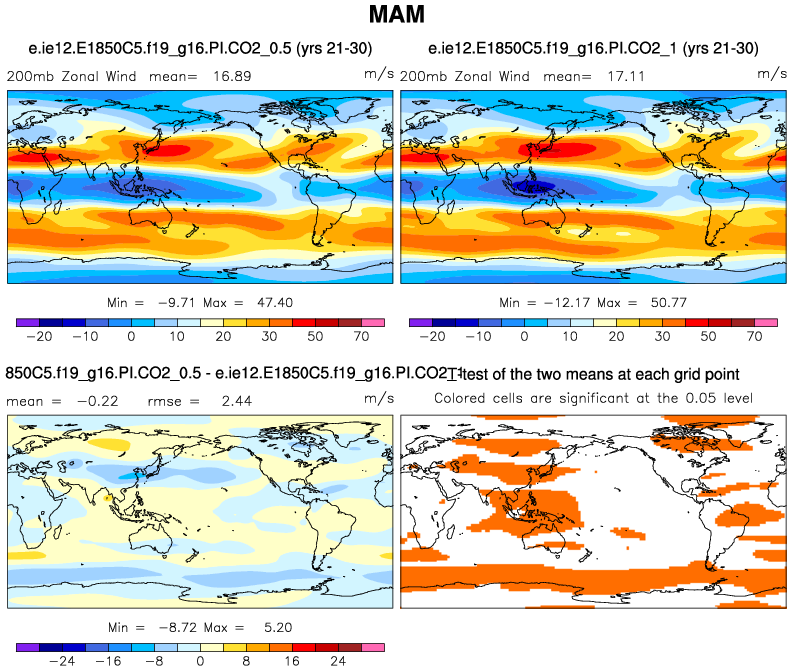 MAM
e.ie12.E1850C5.f19_g16.PI.CO2_0.5 (yrs 21-30)
e.ie12.E1850C5.f19_g16.PI.CO2_1 (yrs 21-30)
200mb Zonal Wind mean= 16.89 m/s
200mb Zonal Wind mean= 17.11 m/s
Min = -9.71 Max = 47.40
Min = -12.17 Max = 50.77
-20 -10 0 10 20 30 50 70
-20 -10 0 10 20 30 50 70
850C5.f19_g16.PI.CO2_0.5 - e.ie12.E1850C5.f19_g16.PI.CO2
test of the two means at each grid point
mean = -0.22 rmse = 2.44 m/s
Colored cells are significant at the 0.05 level
Min = -8.72 Max = 5.20
-24 -16 -8 0 8 16 24